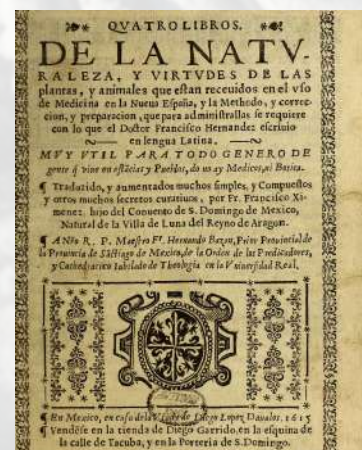 QVATRO LIBROS.
DE LA NATV-
RALEZA, Y VIRTVDES DE LAS
plantas, y animales que estan receuidos en el vso
de Medicina en la Nueua España, y la Methodo, y correc-
cion, y preparacion, que para administrallas se requiere
con lo que el Doctor Francisco Hernandez escriuio
en lengua Latina.
MVY VTIL PARA TODO GENERO DE
gente q̃ viue en estãcias y Pueblos, do no ay Medicos, ni Botica.
¶ Traduzido, y aumentados muchos simples, y Compuestos
y otros muchos secretos curatiuos, por Fr. Francisco Xi-
menez, hijo del Conuento de S. Domingo de Mexico,
Natural de la Villa de Luna del Reyno de Aragon.
¶ A Nro R. P. Maestro Fr. Hernando Bazan, Prior Prouincial de
la Prouincia de Sãctiago de Mexico, de la Orden de los Predicadores,
y Cathedratico Iubilado de Theologia en la Vniuersidad Real.
¶ En Mexico, en casa de la Viuda de Diego Lopez Daualos. 1615
¶ Vendese en la tienda de Diego Garrido, en la esquina de
la calle de Tacuba, y en la Porteria de S. Domingo.